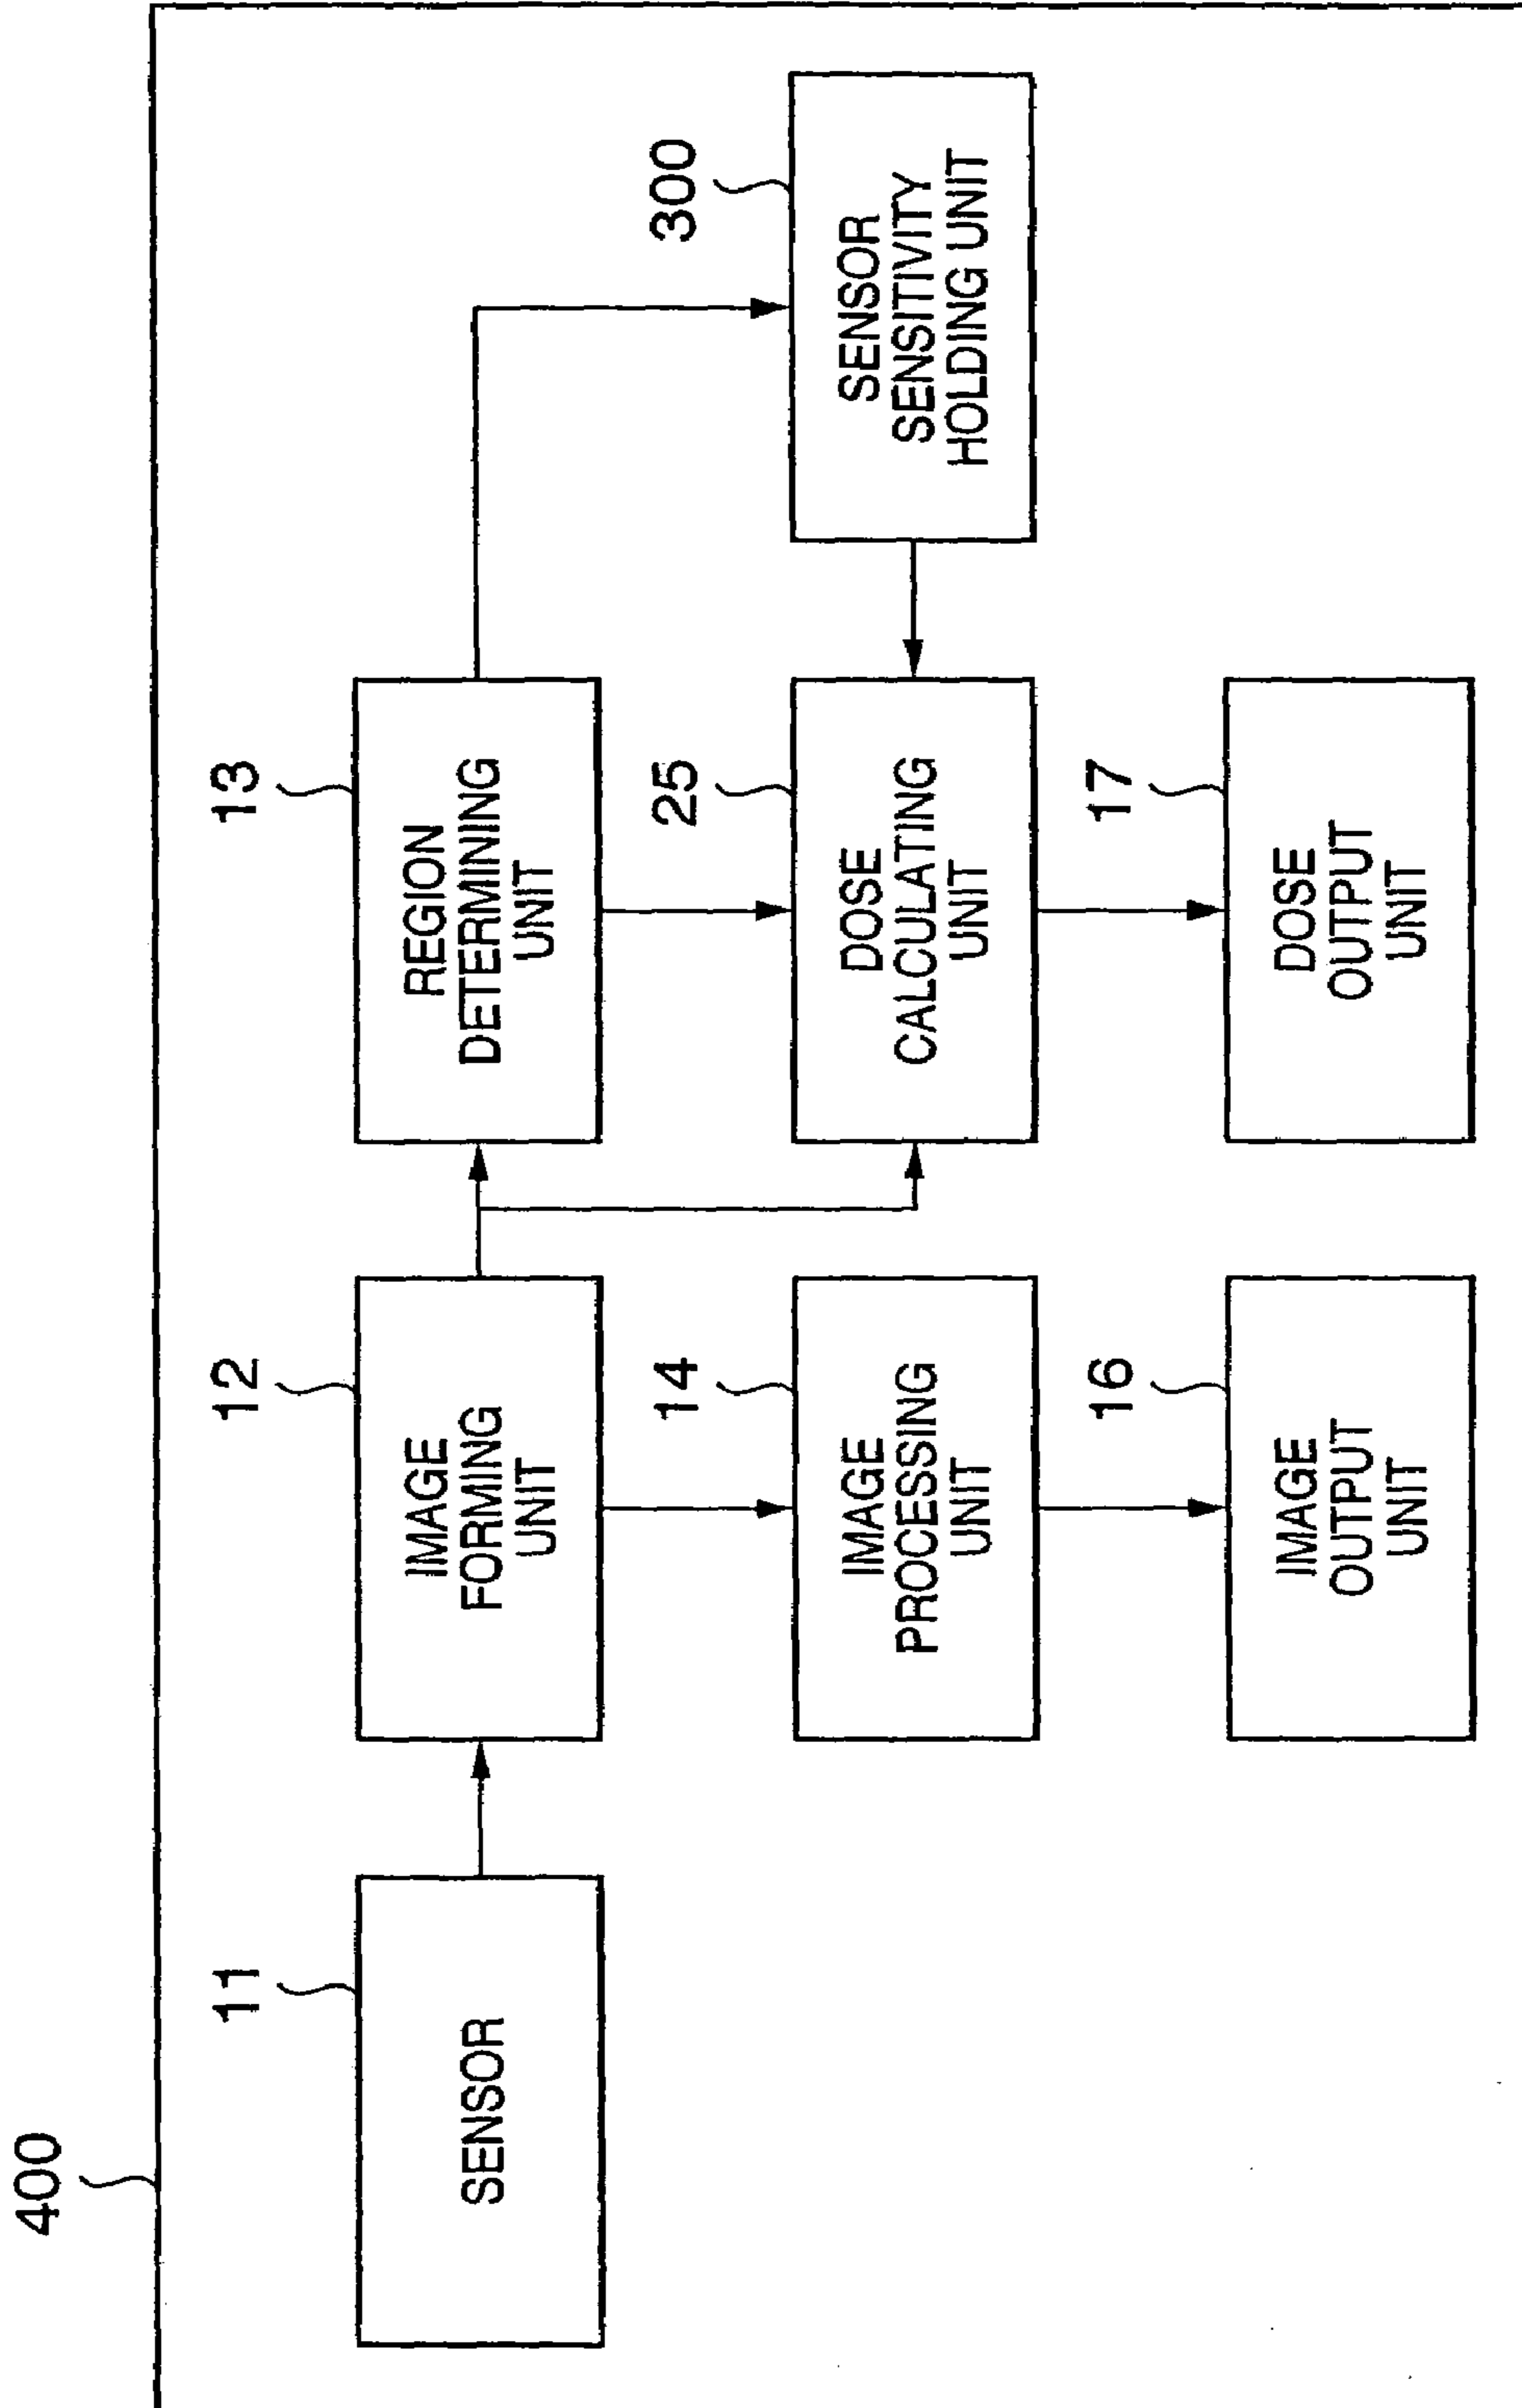 400
11
SENSOR
12
IMAGE
FORMING
UNIT
13
REGION
DETERMINING
UNIT
14
IMAGE
PROCESSING
UNIT
25
DOSE
CALCULATING
UNIT
300
SENSOR
SENSITIVITY
HOLDING UNIT
16
IMAGE
OUTPUT
UNIT
17
DOSE
OUTPUT
UNIT